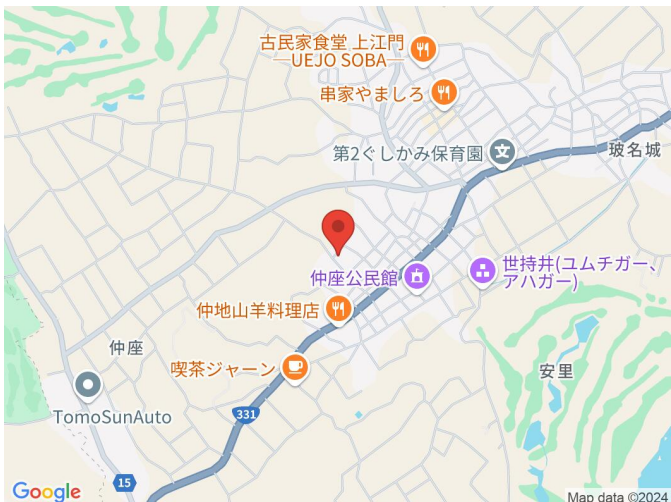 古民家食堂 上江門
—UEJO SOBA—
串家やましろ
第2ぐしかみ保育園
玻名城
世持井(ユムチガー、
アハガー)
仲座公民館
仲地山羊料理店
仲座
喫茶ジャーン
安里
TomoSunAuto
331
15
Google
Map data ©2024